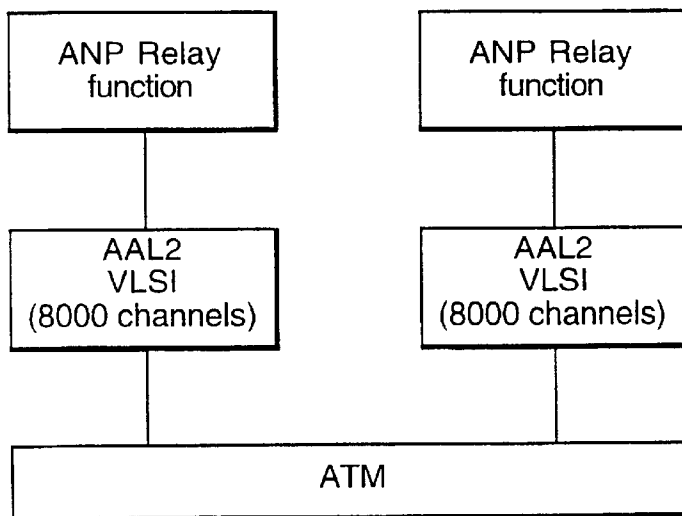 ANP Relay
function
ANP Relay
function
AAL2
VLSI
(8000 channels)
AAL2
VLSI
(8000 channels)
ATM